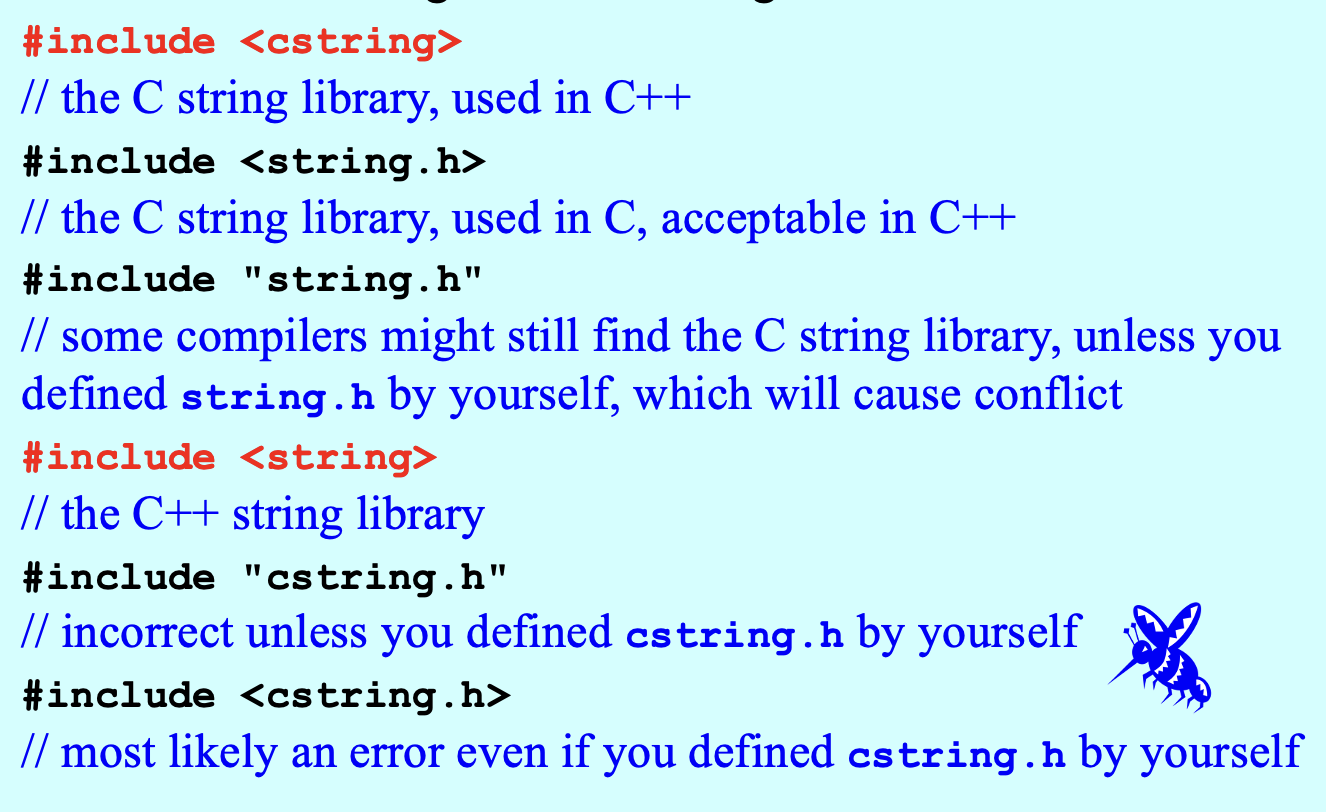 #include <cstring>
// the C string library, used in C++
#include <string.h>
// the C string library, used in C, acceptable in C++
#include "string.h"
// some compilers might still find the C string library, unless you
defined string.h by yourself, which will cause conflict
#include <string>
// the C++ string library
#include "cstring.h"
// incorrect unless you defined cstring.h by yourself
#include <cstring.h>
// most likely an error even if you defined cstring.h by yourself